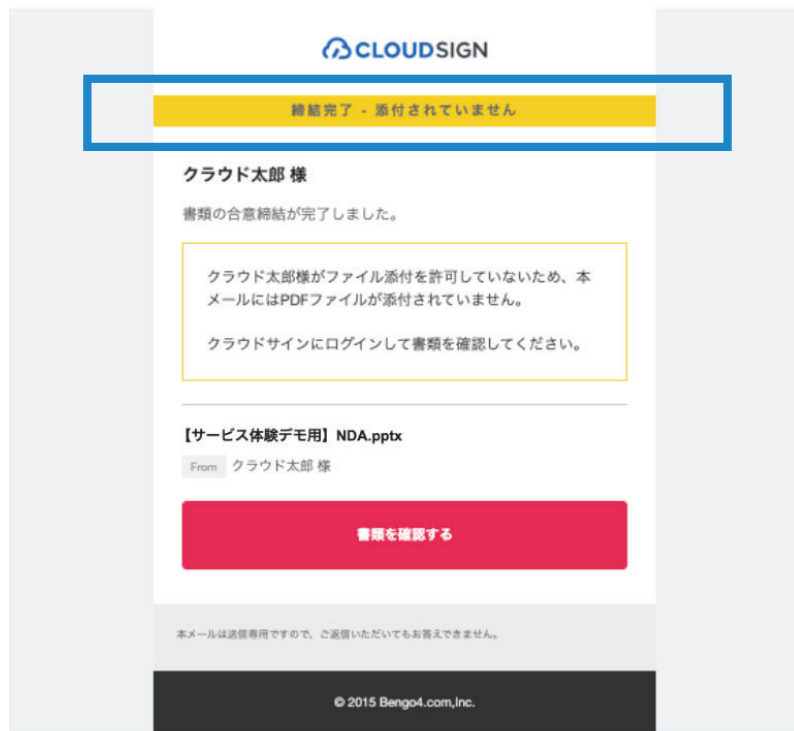 CLOUDSIGN
締結完了 - 添付されていません
クラウド太郎 様
書類の合意締結が完了しました。
クラウド太郎様がファイル添付を許可していないため、本
メールにはPDFファイルが添付されていません。
クラウドサインにログインして書類を確認してください。
【サービス体験デモ用】NDA.pptx
From クラウド太郎 様
書類を確認する
本メールは送信専用ですので、ご返信いただいてもお答えできません。
© 2015 Bengo4.com,Inc.